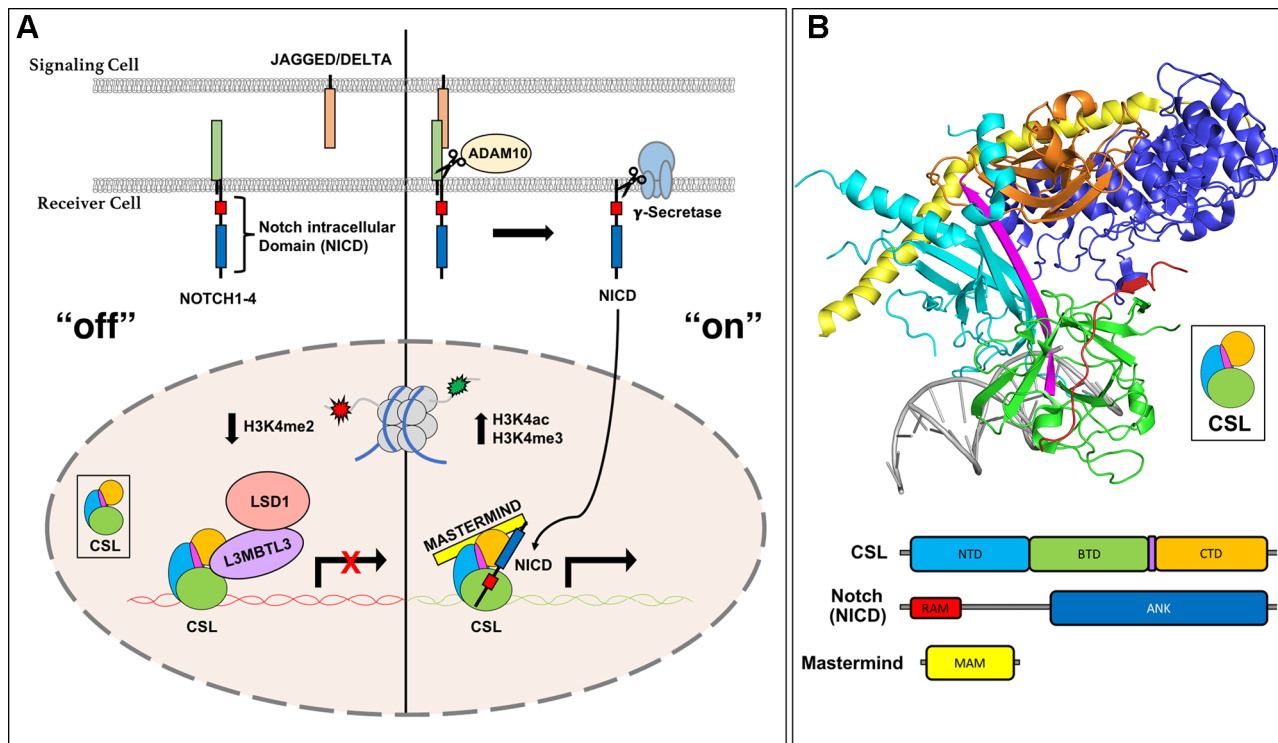 A
JAGGED/DELTA
Signaling Cell
ADAM10
Receiver Cell
γ-Secretase
Notch intracellular
Domain (NICD)
NOTCH1-4
NICD
“off”
“on”
H3K4me2
H3K4ac
H3K4me3
LSD1
L3MBTL3
CSL
X
CSL
MASTERMIND
NICD
CSL
B
CSL
CSL
NTD
BTD
CTD
Notch
(NICD)
RAM
ANK
Mastermind
MAM